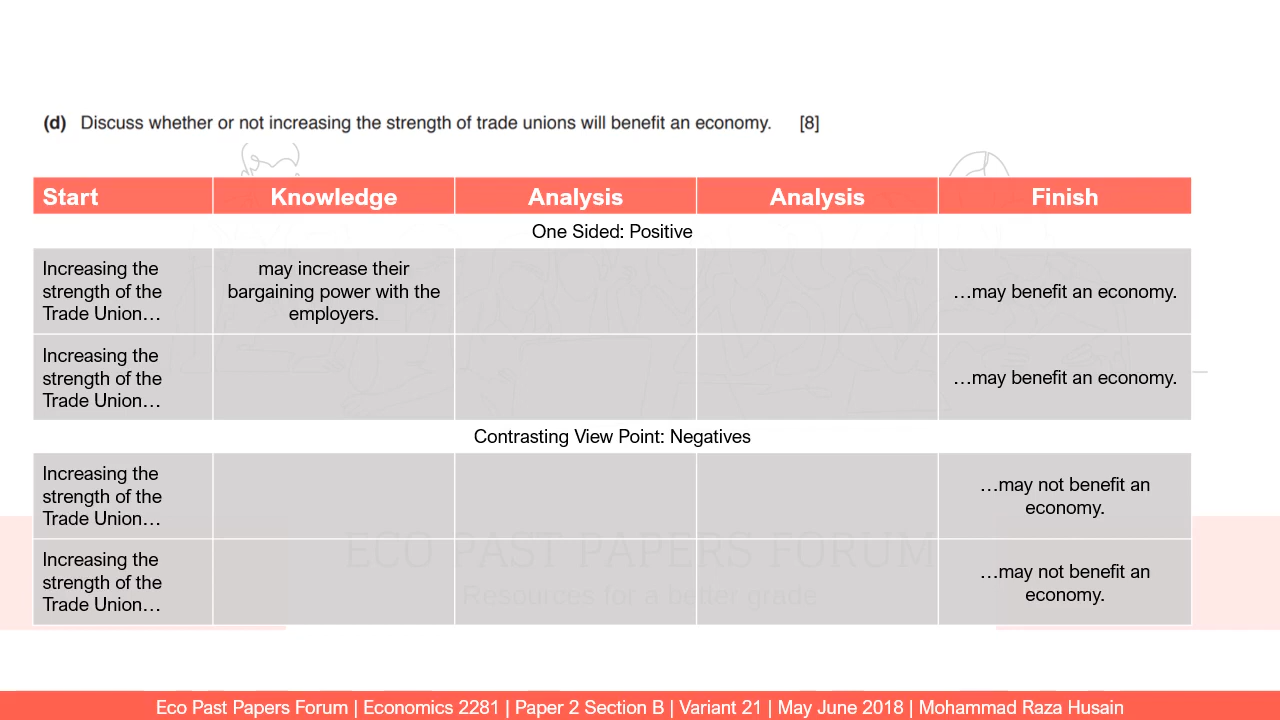 (d) Discuss whether or not increasing the strength of trade unions will benefit an economy. [8]
Start Knowledge Analysis Analysis Finish
One Sided: Positive
Increasing the
strength of the
Trade Union…
may increase their
bargaining power with the
employers.
…may benefit an economy.
Increasing the
strength of the
Trade Union…
…may benefit an economy.
Contrasting View Point: Negatives
Increasing the
strength of the
Trade Union…
…may not benefit an
economy.
Increasing the
strength of the
Trade Union…
…may not benefit an
economy.
ECO PAST PAPERS FORUM
Resources for a better grade
Eco Past Papers Forum | Economics 2281 | Paper 2 Section B | Variant 21 | May June 2018 | Mohammad Raza Husain